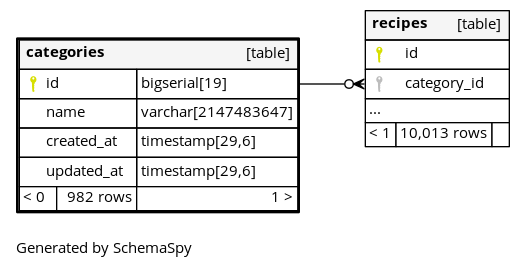 categories [table]
id bigserial[19]
name varchar[2147483647]
created_at timestamp[29,6]
updated_at timestamp[29,6]
< 0 982 rows 1 >
recipes [table]
id
category_id
...
< 1 10,013 rows
Generated by SchemaSpy